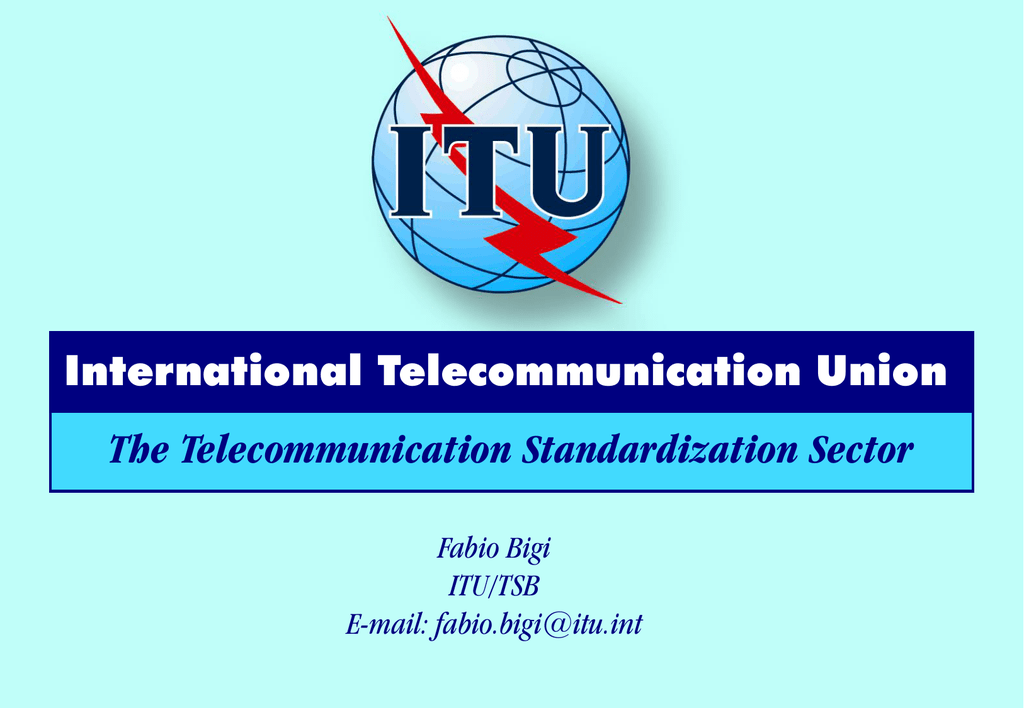 ITU
International Telecommunication Union
The Telecommunication Standardization Sector
Fabio Bigi
ITU/TSB
E-mail: fabio.bigi@itu.int